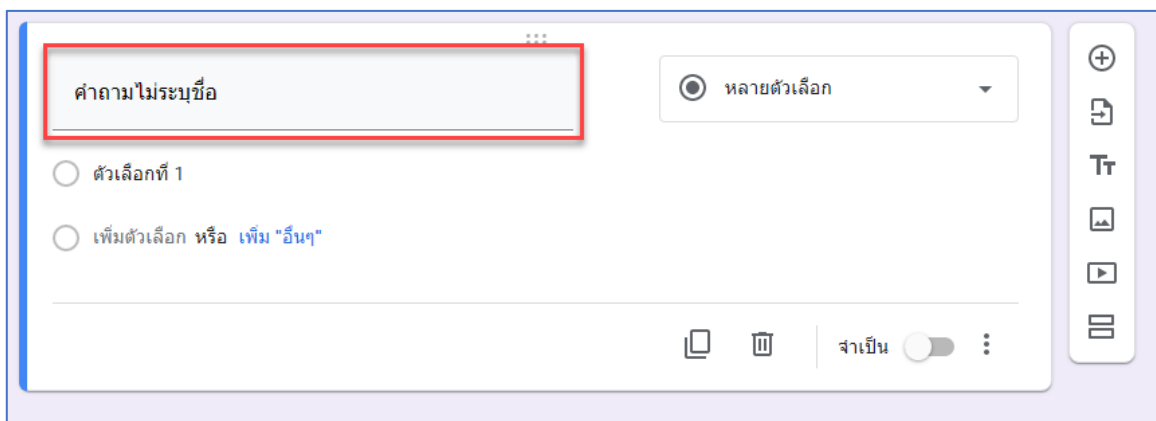 คำถามไม่ระบุชื่อ
หลายตัวเลือก
ตัวเลือกที่ 1
เพิ่มตัวเลือก หรือ เพิ่ม "อื่นๆ"
จำเป็น